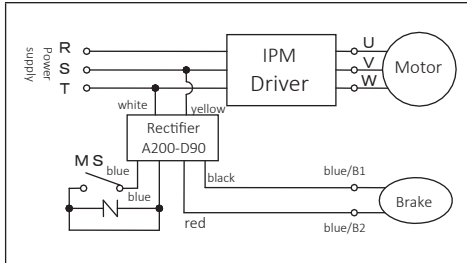 R
S
T
Power
supply
IPM
Driver
U
V
W
Motor
white
yellow
Rectifier
A200-D90
MS
blue
blue
black
red
blue/B1
blue/B2
Brake